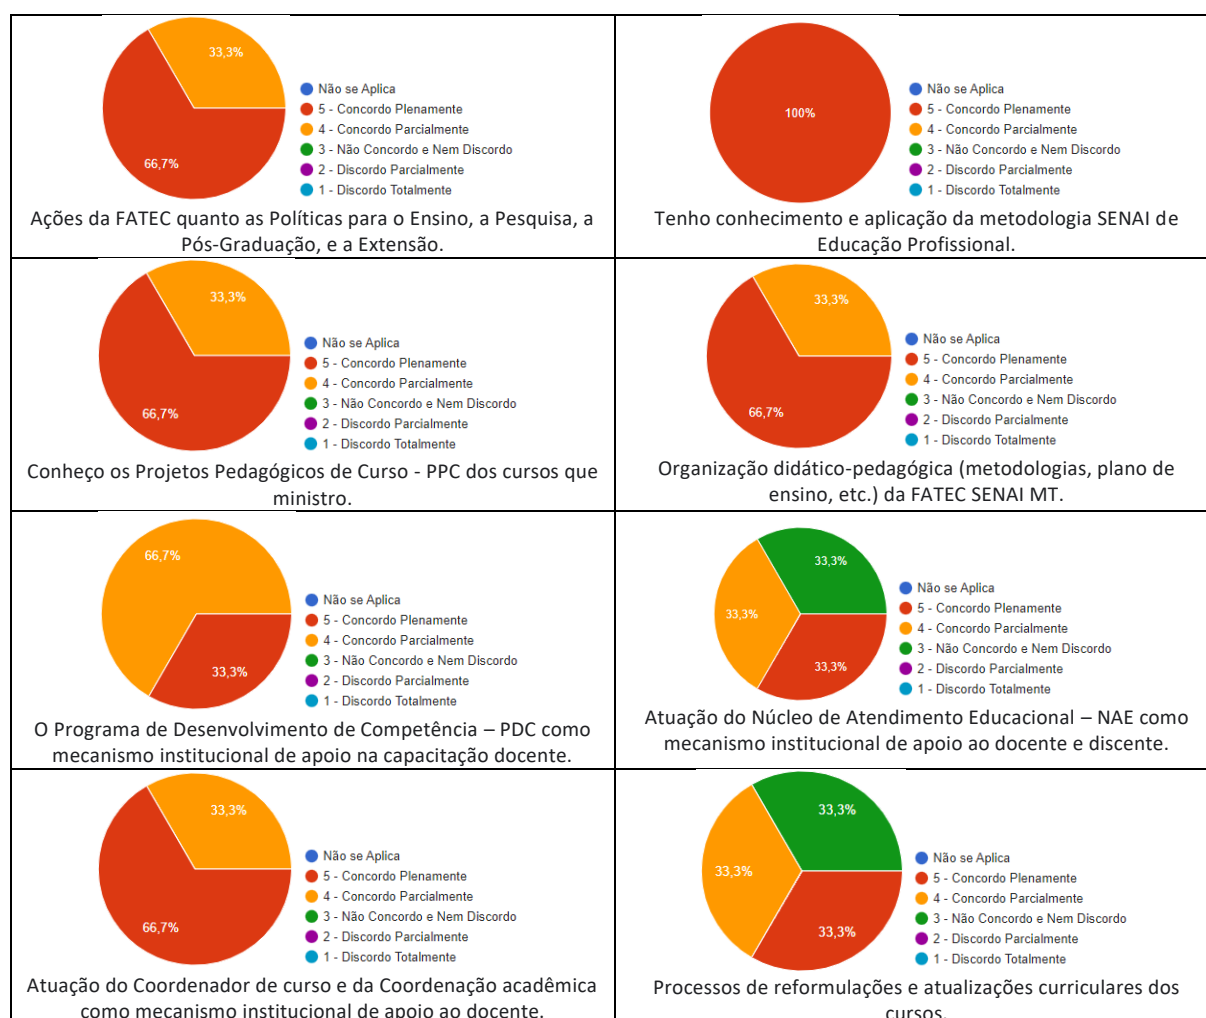 33,3%
66,7%
Não se Aplica
5 - Concordo Plenamente
4 - Concordo Parcialmente
3 - Não Concordo e Nem Discordo
2 - Discordo Parcialmente
1 - Discordo Totalmente
Ações da FATEC quanto as Políticas para o Ensino, a Pesquisa, a
Pós-Graduação, e a Extensão.
100%
Não se Aplica
5 - Concordo Plenamente
4 - Concordo Parcialmente
3 - Não Concordo e Nem Discordo
2 - Discordo Parcialmente
1 - Discordo Totalmente
Tenho conhecimento e aplicação da metodologia SENAI de
Educação Profissional.
33,3%
66,7%
Não se Aplica
5 - Concordo Plenamente
4 - Concordo Parcialmente
3 - Não Concordo e Nem Discordo
2 - Discordo Parcialmente
1 - Discordo Totalmente
Conheço os Projetos Pedagógicos de Curso - PPC dos cursos que
ministro.
33,3%
66,7%
Não se Aplica
5 - Concordo Plenamente
4 - Concordo Parcialmente
3 - Não Concordo e Nem Discordo
2 - Discordo Parcialmente
1 - Discordo Totalmente
Organização didático-pedagógica (metodologias, plano de
ensino, etc.) da FATEC SENAI MT.
66,7%
33,3%
Não se Aplica
5 - Concordo Plenamente
4 - Concordo Parcialmente
3 - Não Concordo e Nem Discordo
2 - Discordo Parcialmente
1 - Discordo Totalmente
O Programa de Desenvolvimento de Competência – PDC como
mecanismo institucional de apoio na capacitação docente.
33,3%
33,3%
33,3%
Não se Aplica
5 - Concordo Plenamente
4 - Concordo Parcialmente
3 - Não Concordo e Nem Discordo
2 - Discordo Parcialmente
1 - Discordo Totalmente
Atuação do Núcleo de Atendimento Educacional – NAE como
mecanismo institucional de apoio ao docente e discente.
33,3%
66,7%
Não se Aplica
5 - Concordo Plenamente
4 - Concordo Parcialmente
3 - Não Concordo e Nem Discordo
2 - Discordo Parcialmente
1 - Discordo Totalmente
Atuação do Coordenador de curso e da Coordenação acadêmica
como mecanismo institucional de apoio ao docente.
33,3%
33,3%
33,3%
Não se Aplica
5 - Concordo Plenamente
4 - Concordo Parcialmente
3 - Não Concordo e Nem Discordo
2 - Discordo Parcialmente
1 - Discordo Totalmente
Processos de reformulações e atualizações curriculares dos
cursos.